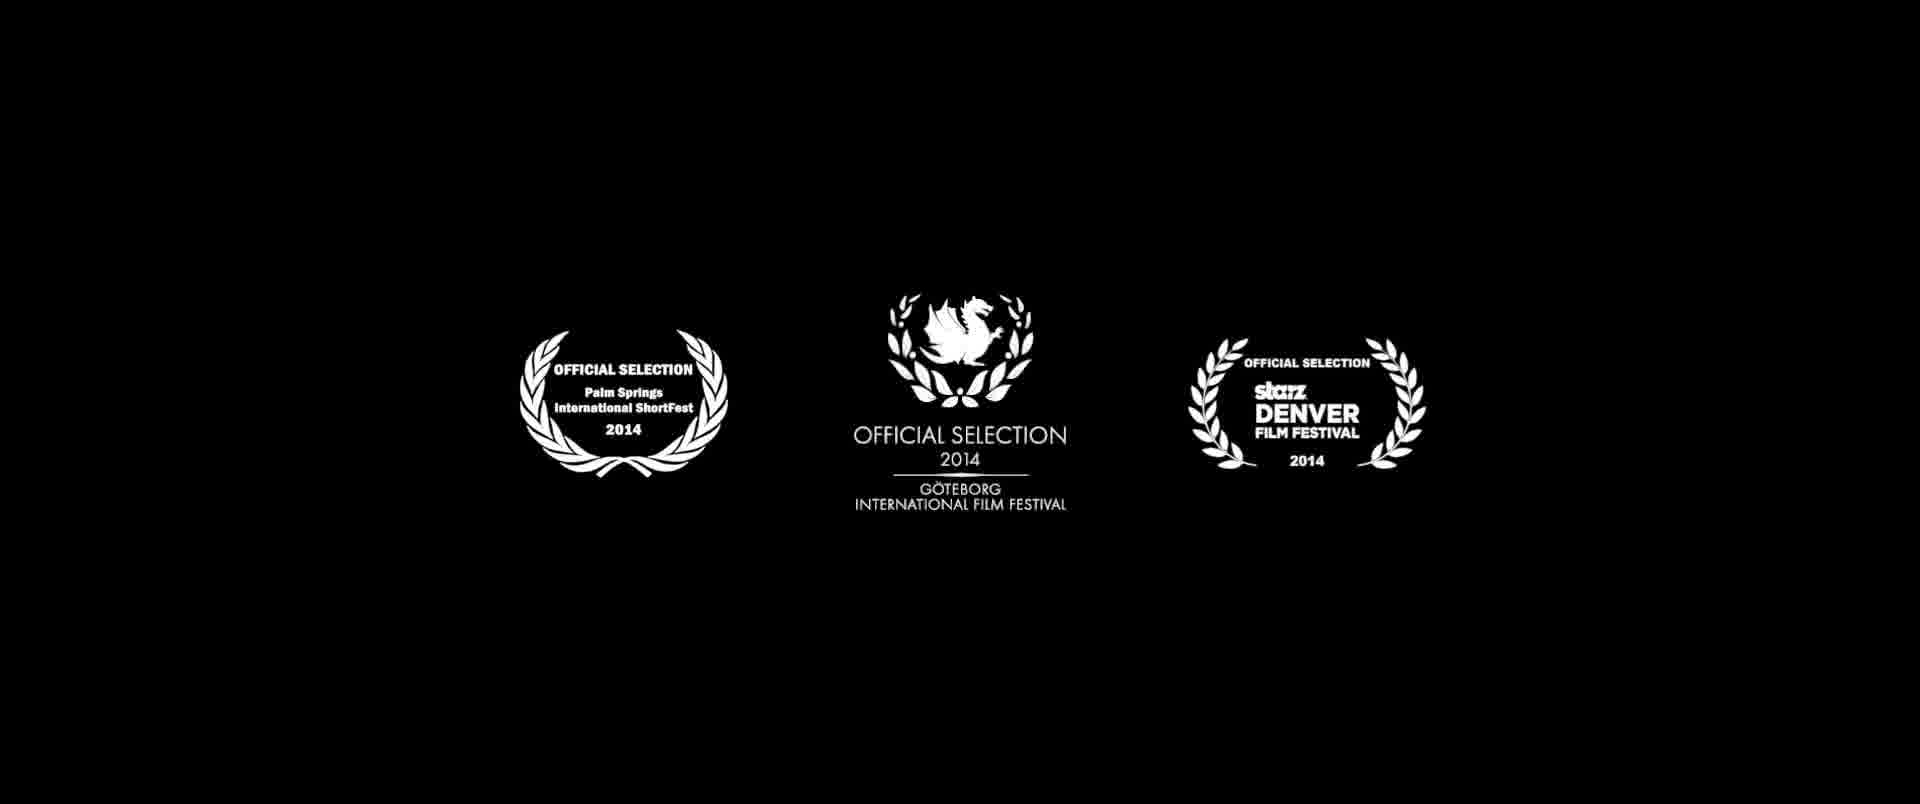 OFFICIAL SELECTION
Palm Springs
International ShortFest
2014
OFFICIAL SELECTION
2014
GÖTEBORG
INTERNATIONAL FILM FESTIVAL
OFFICIAL SELECTION
starz
DENVER
FILM FESTIVAL
2014